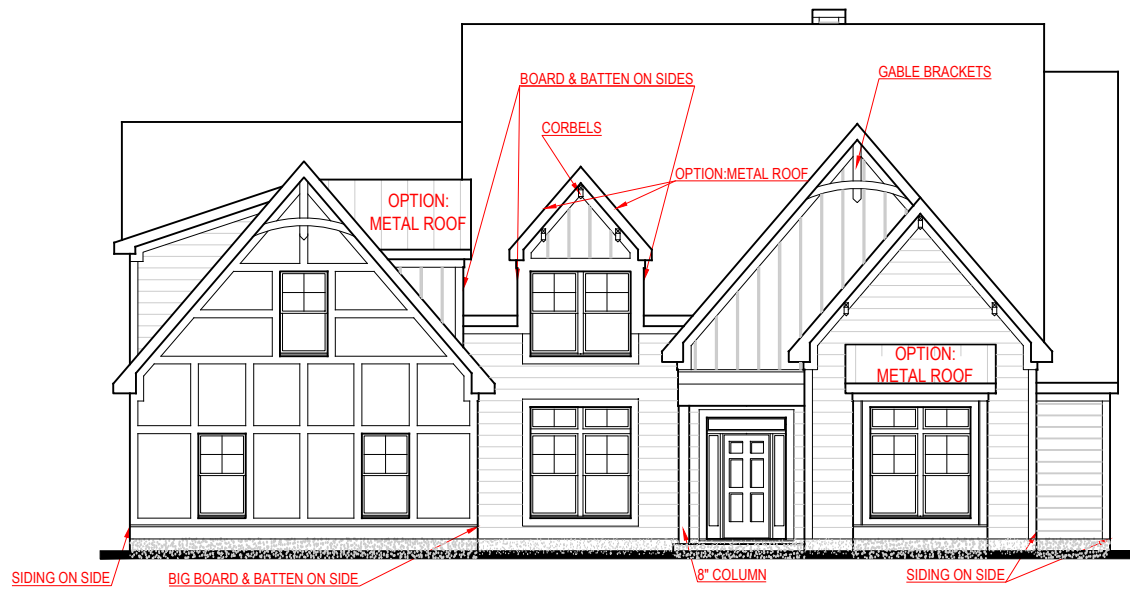 GABLE BRACKETS
BOARD & BATTEN ON SIDES
CORBELS
OPTION:METAL ROOF
OPTION:
METAL ROOF
OPTION:
METAL ROOF
SIDING ON SIDE
BIG BOARD & BATTEN ON SIDE
8" COLUMN
SIDING ON SIDE